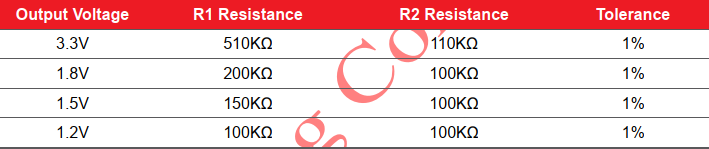 Output Voltage R1 Resistance R2 Resistance Tolerance
3.3V 510KΩ 110KΩ 1%
1.8V 200KΩ 100KΩ 1%
1.5V 150KΩ 100KΩ 1%
1.2V 100KΩ 100KΩ 1%